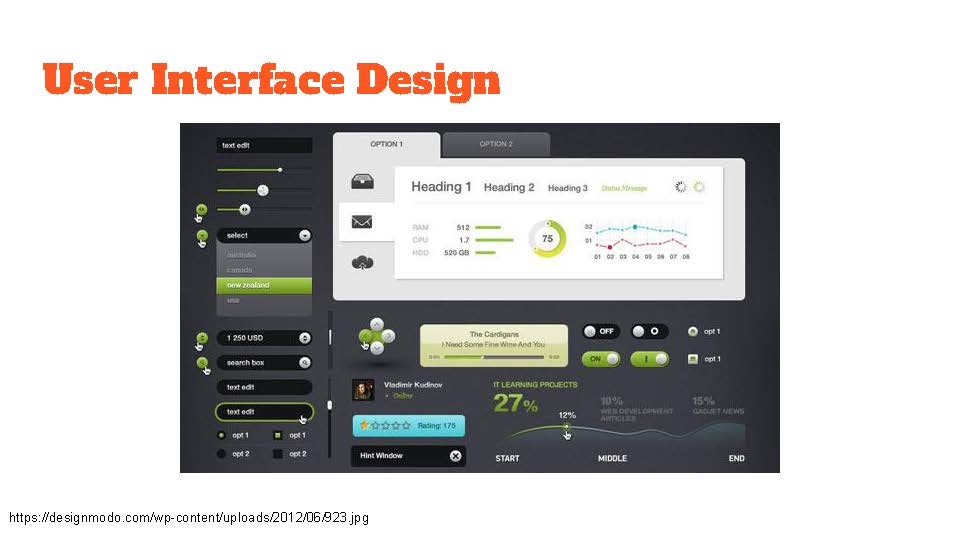 User Interface Design
text edit
OPTION 1
OPTION 2
Heading 1 Heading 2 Heading 3 Status Message
RAM 512
CPU 1.7
HDD 520 GB
75
02
01
01 02 03 04 05 06 07 08
select
australia
canada
new zealand
usa
1 250 USD
search box
text edit
text edit
opt 1 opt 1
opt 2 opt 2
The Cardigans
I Need Some Fine Wine And You
OFF O opt 1
ON I opt 1
Vladimir Kudinov
Online
Rating: 175
Hint Window
IT LEARNING PROJECTS
27%
12%
10%
WEB DEVELOPMENT
ARTICLES
15%
GADJET NEWS
START MIDDLE END
https://designmodo.com/wp-content/uploads/2012/06/923.jpg